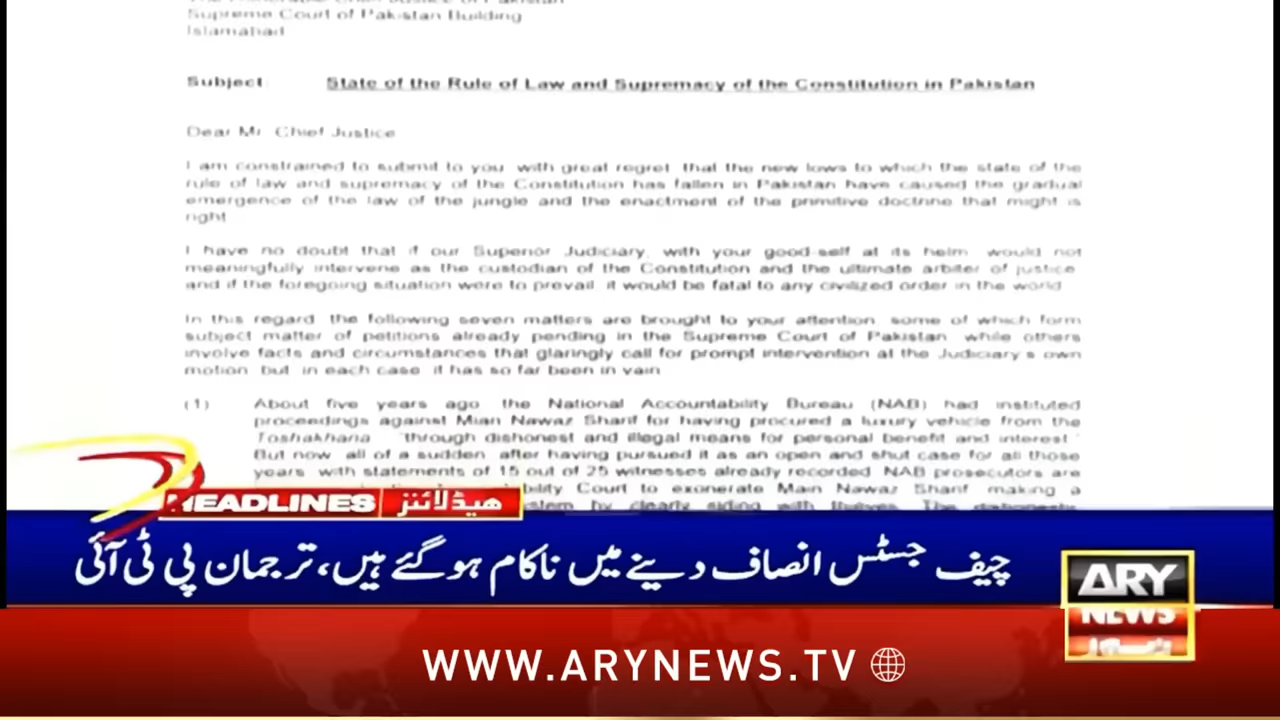 Supreme Court of Pakistan Building
Islamabad
Subject State of the Rule of Law and Supremacy of the Constitution in Pakistan
Dear Mr. Chief Justice
I am constrained to submit to you with great regret that the new lows to which the state of the
rule of law and supremacy of the Constitution has fallen in Pakistan have caused the gradual
emergence of the law of the jungle and the enactment of the primitive doctrine that might is
right
I have no doubt that if our Superior Judiciary, with your good-self at its helm would not
meaningfully intervene as the custodian of the Constitution and the ultimate arbiter of justice
and if the foregoing situation were to prevail it would be fatal to any civilized order in the world
In this regard the following seven matters are brought to your attention some of which form
subject matter of petitions already pending in the Supreme Court of Pakistan while others
involve facts and circumstances that glaringly call for prompt intervention at the Judiciary's own
motion but in each case it has so far been in vain
(1) About five years ago the National Accountability Bureau (NAB) had instituted
proceedings against Mian Nawaz Sharif for having procured a luxury vehicle from the
Toshakhana "through dishonest and illegal means for personal benefit and interest."
But now all of a sudden after having pursued it as an open and shut case for all those
years with statements of 15 out of 25 witnesses already recorded NAB prosecutors are
Court to exonerate Mian Nawaz Sharif making a
by clearly siding with thieves The
HEADLINES ہیڈلائنز
چیف جسٹس انصاف دینے میں ناکام ہوگئے ہیں، ترجمان پی ٹی آئی
ARY
NEWS
WWW.ARYNEWS.TV